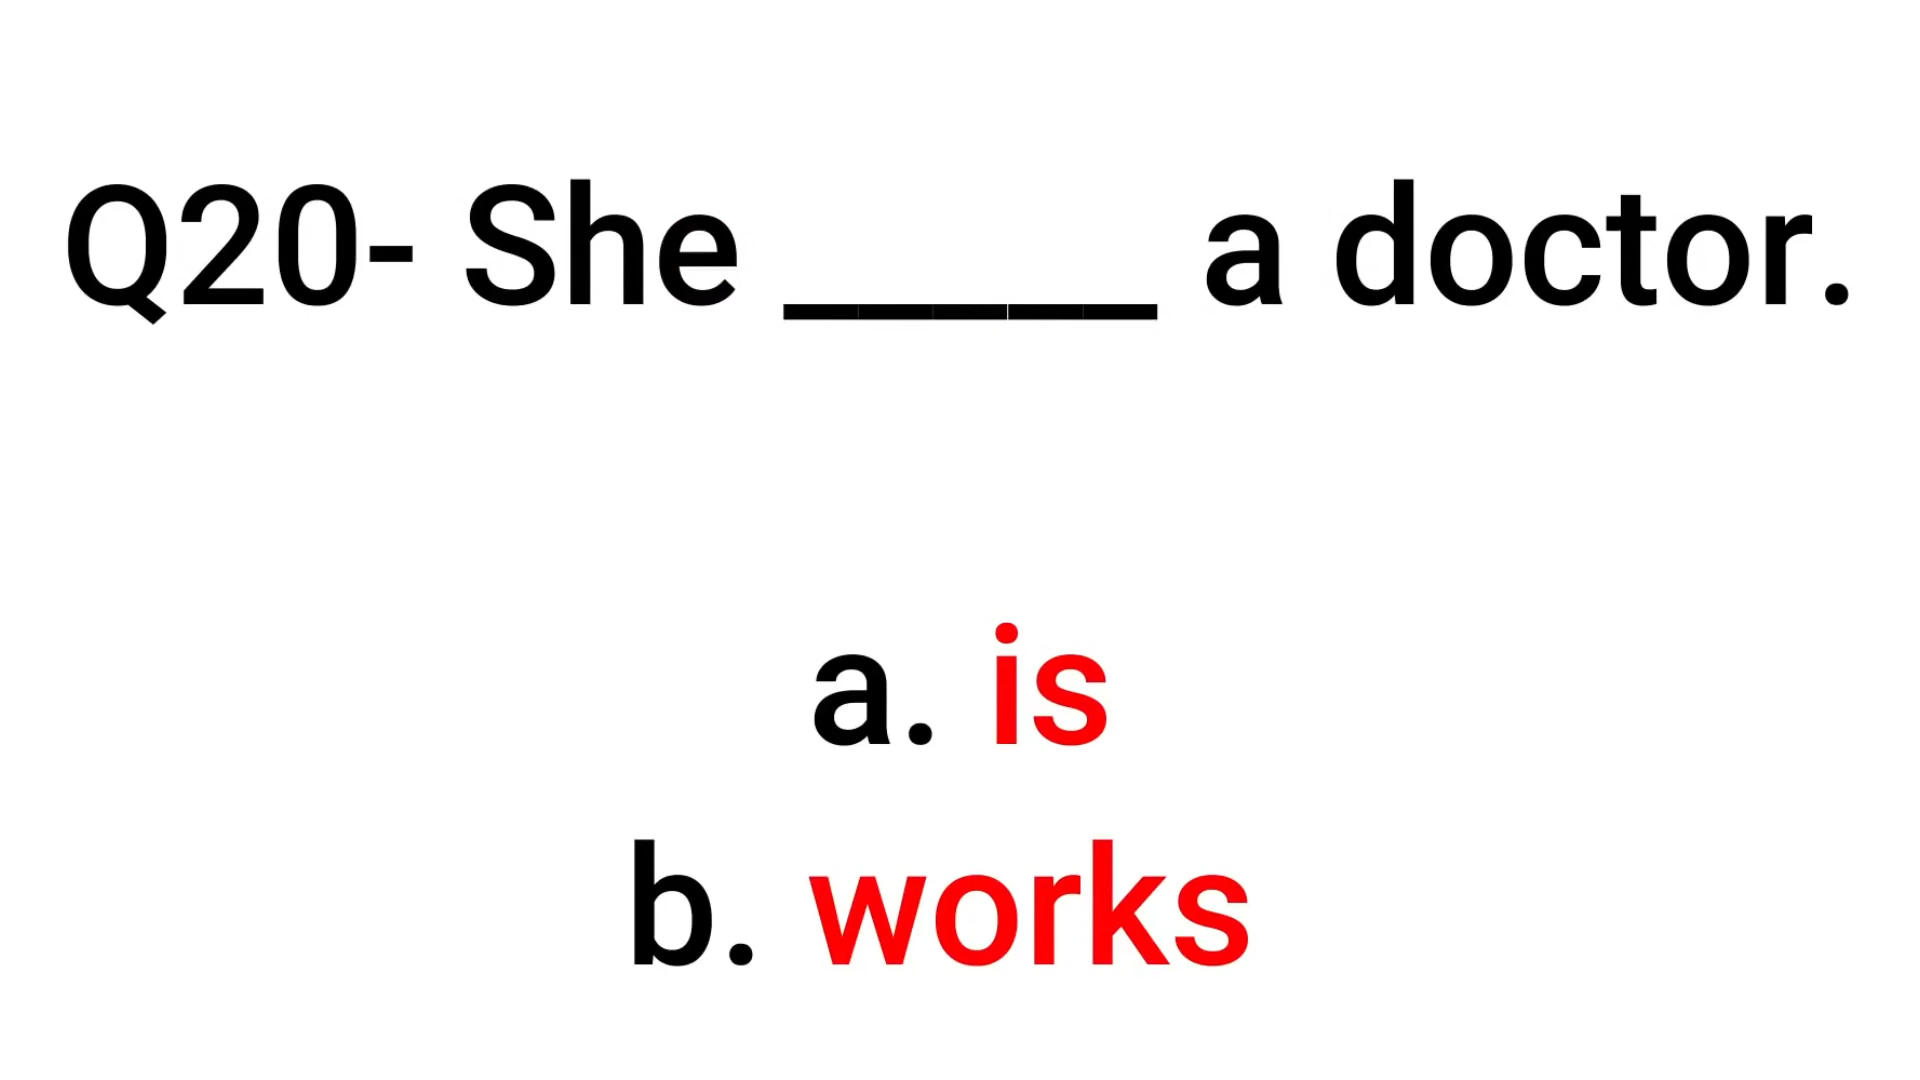 Q20- She _____ a doctor.
a. is
b. works